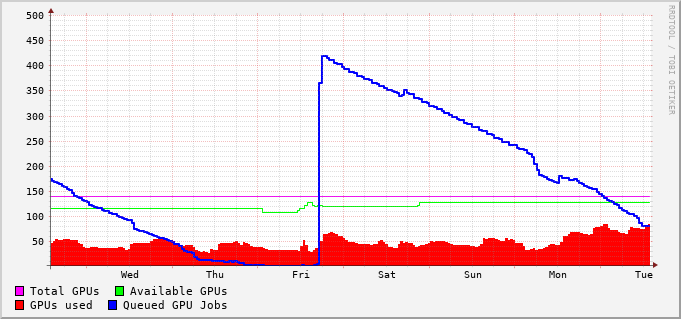 500
450
400
350
300
250
200
150
100
50
Wed Thu Fri Sat Sun Mon Tue
Total GPUs Available GPUs
GPUs used Queued GPU Jobs
RRDTOOL / TOBI OETIKER